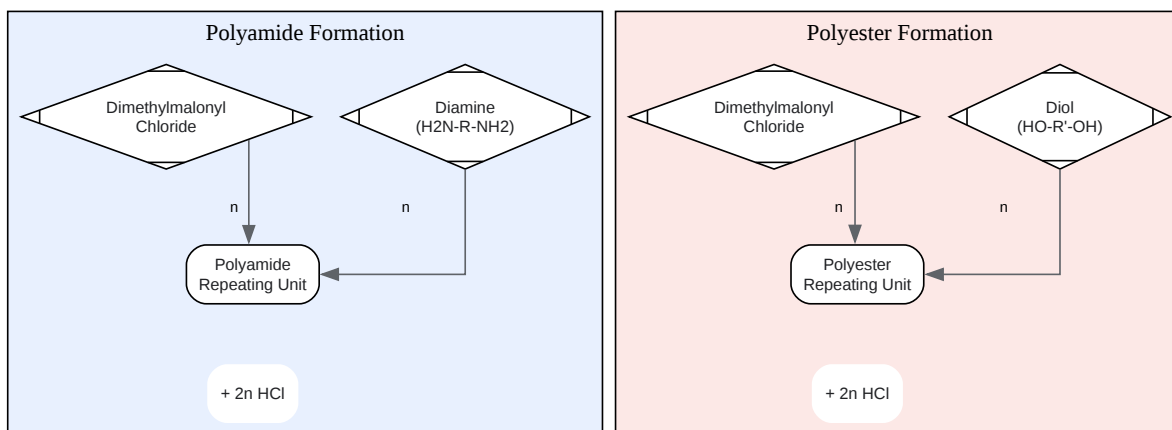 Polyamide Formation
Dimethylmalonyl
Chloride
Diamine
(H2N-R-NH2)
n
n
Polyamide
Repeating Unit
+ 2n HCl
Polyester Formation
Dimethylmalonyl
Chloride
Diol
(HO-R'-OH)
n
n
Polyester
Repeating Unit
+ 2n HCl